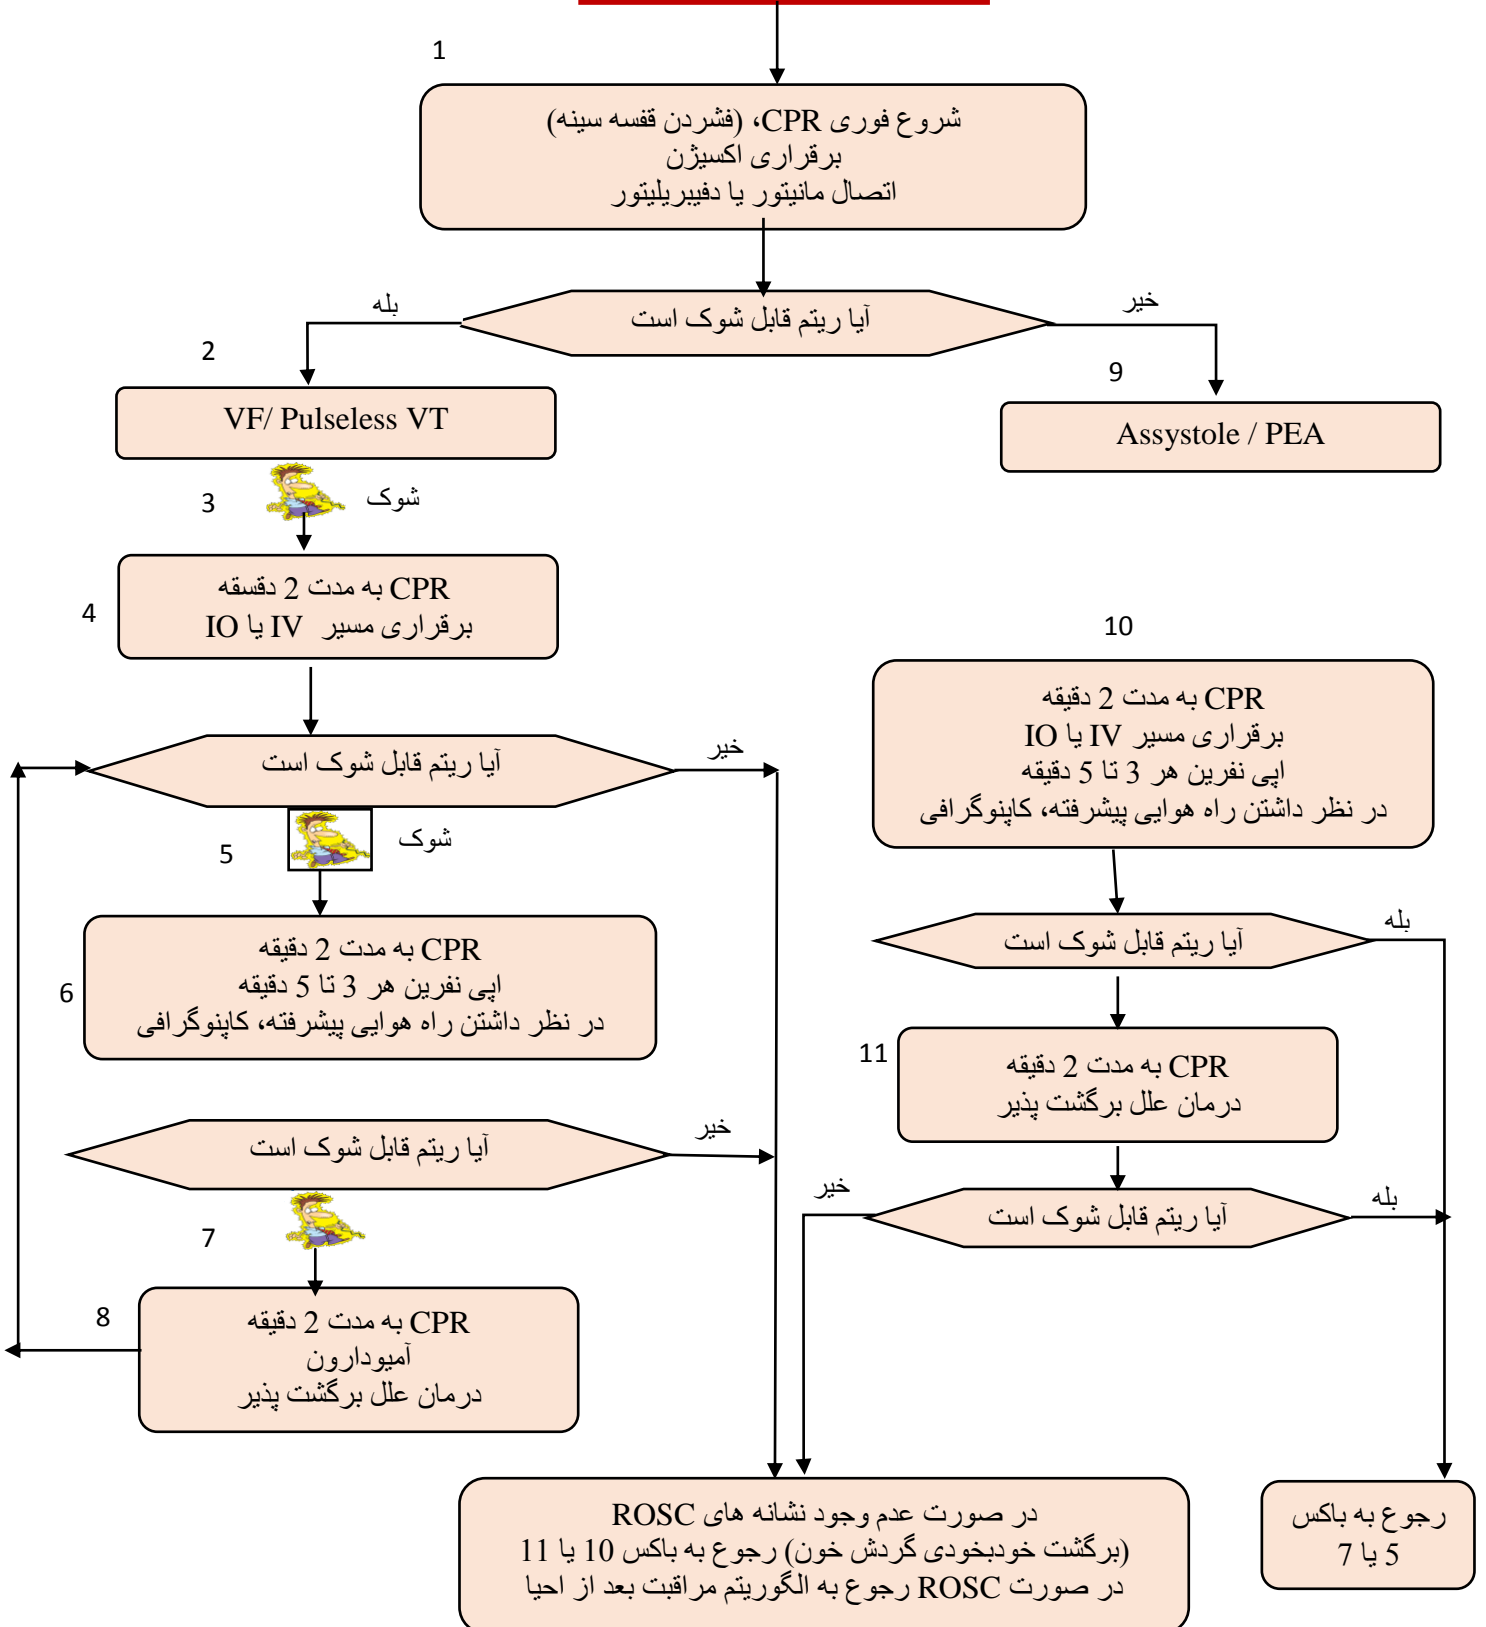 1
شروع فوری CPR، (فشردن قفسه سینه)
برقراری اکسیژن
اتصال مانیتور یا دفیبریلیتور
آیا ریتم قابل شوک است
بله
خیر
2
VF/ Pulseless VT
9
Assystole / PEA
3
شوک
4
CPR به مدت 2 دقسقه
برقراری مسیر IV یا IO
آیا ریتم قابل شوک است
خیر
5
شوک
6
CPR به مدت 2 دقیقه
اپی نفرین هر 3 تا 5 دقیقه
در نظر داشتن راه هوایی پیشرفته، کاپنوگرافی
آیا ریتم قابل شوک است
خیر
7
8
CPR به مدت 2 دقیقه
آمیودارون
درمان علل برگشت پذیر
10
CPR به مدت 2 دقیقه
برقراری مسیر IV یا IO
اپی نفرین هر 3 تا 5 دقیقه
در نظر داشتن راه هوایی پیشرفته، کاپنوگرافی
آیا ریتم قابل شوک است
بله
11
CPR به مدت 2 دقیقه
درمان علل برگشت پذیر
آیا ریتم قابل شوک است
خیر
بله
در صورت عدم وجود نشانه های ROSC
(برگشت خودبخودی گردش خون) رجوع به باکس 10 یا 11
در صورت ROSC رجوع به الگوریتم مراقبت بعد از احیا
رجوع به باکس
5 یا 7